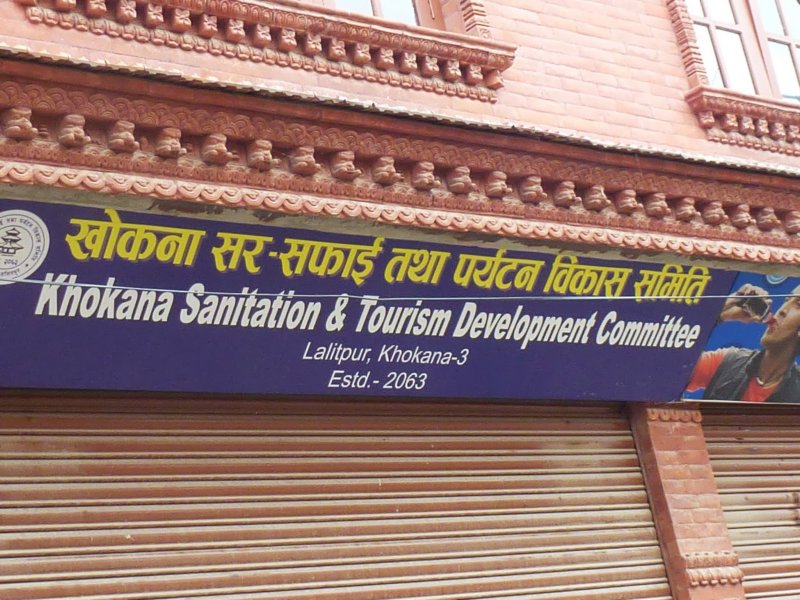 खोकना सर-सफाई तथा पर्यटन विकास समिति
Khokana Sanitation & Tourism Development Committee
Lalitpur, Khokana-3
Estd.- 2063